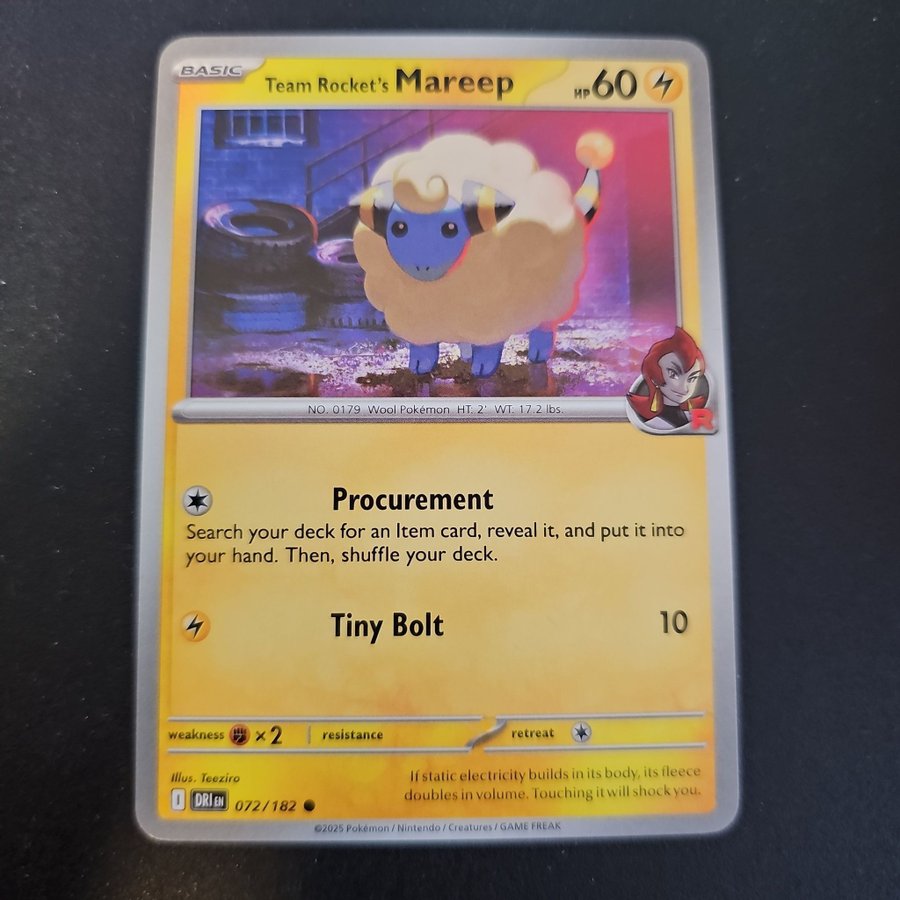 BASIC
Team Rocket's Mareep
HP 60
NO. 0179 Wool Pokémon HT: 2' WT: 17.2 lbs.
R
Procurement
Search your deck for an Item card, reveal it, and put it into
your hand. Then, shuffle your deck.
Tiny Bolt 10
weakness ×2 resistance retreat
Illus. Teeziro
If static electricity builds in its body, its fleece
doubles in volume. Touching it will shock you.
I DRI EN 072/182
©2025 Pokémon / Nintendo / Creatures / GAME FREAK